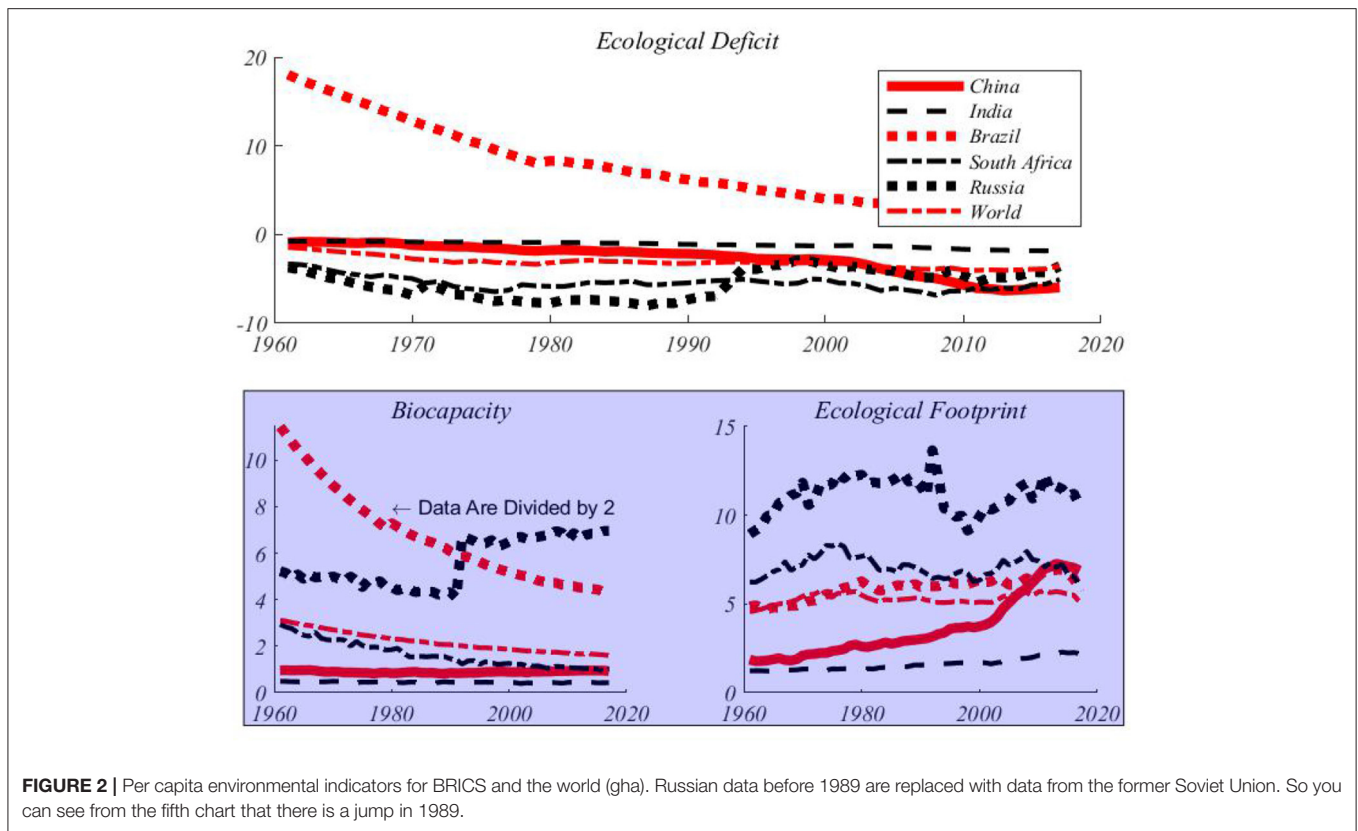 Ecological Deficit
20
10
0
-10
1960
1970
1980
1990
2000
2010
2020
China
India
Brazil
South Africa
Russia
World
Biocapacity
10
8
6
4
2
0
1960
1980
2000
2020
← Data Are Divided by 2
Ecological Footprint
15
10
5
0
1960
1980
2000
2020
FIGURE 2 | Per capita environmental indicators for BRICS and the world (gha). Russian data before 1989 are replaced with data from the former Soviet Union. So you
can see from the fifth chart that there is a jump in 1989.